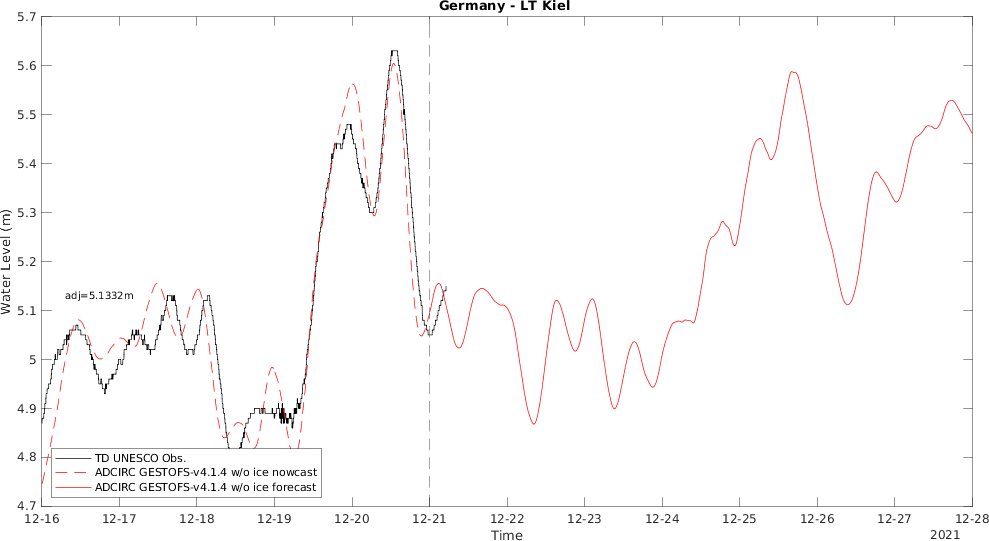 Germany - LT Kiel
5.7
5.6
5.5
5.4
5.3
5.2
5.1
5
4.9
4.8
4.7
Water Level (m)
adj=5.1332m
TD UNESCO Obs.
ADCIRC GESTOFS-v4.1.4 w/o ice nowcast
ADCIRC GESTOFS-v4.1.4 w/o ice forecast
12-16 12-17 12-18 12-19 12-20 12-21 12-22 12-23 12-24 12-25 12-26 12-27 12-28
Time
2021